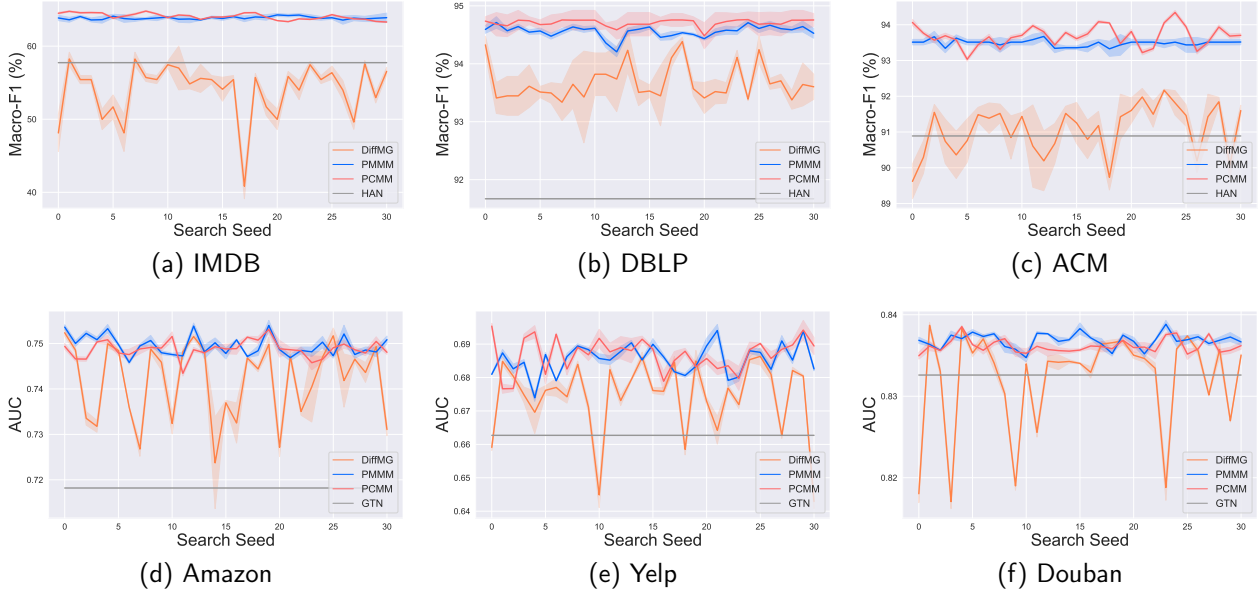 Macro-F1 (%)
60
50
40
0 5 10 15 20 25 30
DiffMG
PMMM
PCMM
HAN
Search Seed
(a) IMDB
Macro-F1 (%)
95
94
93
92
0 5 10 15 20 25 30
DiffMG
PMMM
PCMM
HAN
Search Seed
(b) DBLP
Macro-F1 (%)
94
93
92
91
90
89
0 5 10 15 20 25 30
DiffMG
PMMM
PCMM
HAN
Search Seed
(c) ACM
AUC
0.75
0.74
0.73
0.72
0 5 10 15 20 25 30
DiffMG
PMMM
PCMM
GTN
Search Seed
(d) Amazon
AUC
0.69
0.68
0.67
0.66
0.65
0.64
0 5 10 15 20 25 30
DiffMG
PMMM
PCMM
GTN
Search Seed
(e) Yelp
AUC
0.84
0.83
0.82
0 5 10 15 20 25 30
DiffMG
PMMM
PCMM
GTN
Search Seed
(f) Douban